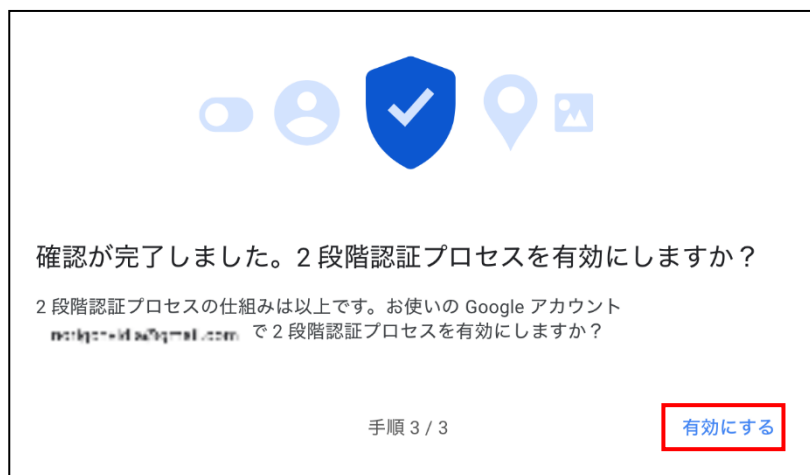 確認が完了しました。2 段階認証プロセスを有効にしますか？
2 段階認証プロセスの仕組みは以上です。お使いの Google アカウント
で 2 段階認証プロセスを有効にしますか？
手順 3 / 3
有効にする